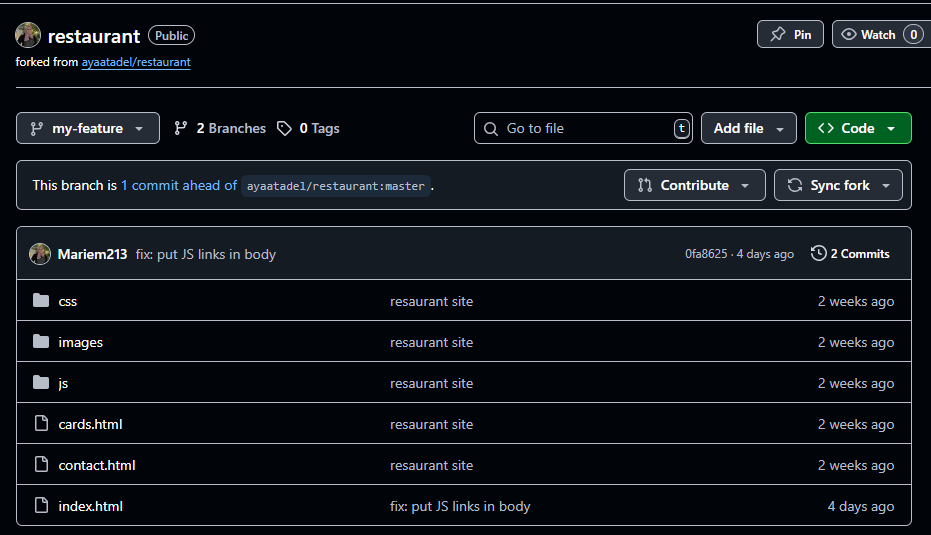 restaurant Public Pin Watch 0
forked from ayaatadel/restaurant
my-feature 2 Branches 0 Tags Go to file t Add file Code
This branch is 1 commit ahead of ayaatadel/restaurant:master . Contribute Sync fork
Mariem213 fix: put JS links in body 0fa8625 · 4 days ago 2 Commits
css resaurant site 2 weeks ago
images resaurant site 2 weeks ago
js resaurant site 2 weeks ago
cards.html resaurant site 2 weeks ago
contact.html resaurant site 2 weeks ago
index.html fix: put JS links in body 4 days ago